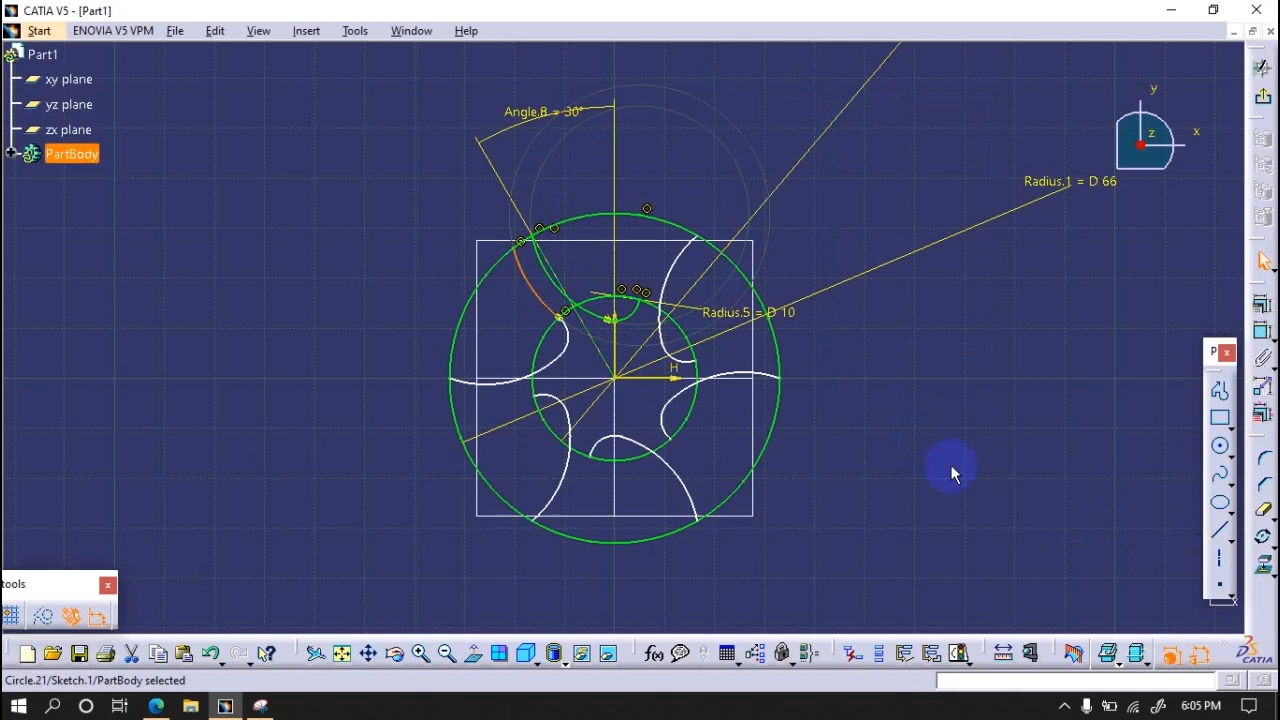 CATIA V5 - [Part1]
Start ENOVIA V5 VPM File Edit View Insert Tools Window Help
Part1
xy plane
yz plane
zx plane
PartBody
Angle.8 = 30°
y
z
x
Radius.1 = D 66
Radius.5 = D 10
H
P
tools
x
CATIA
Circle.21/Sketch.1/PartBody selected
6:05 PM